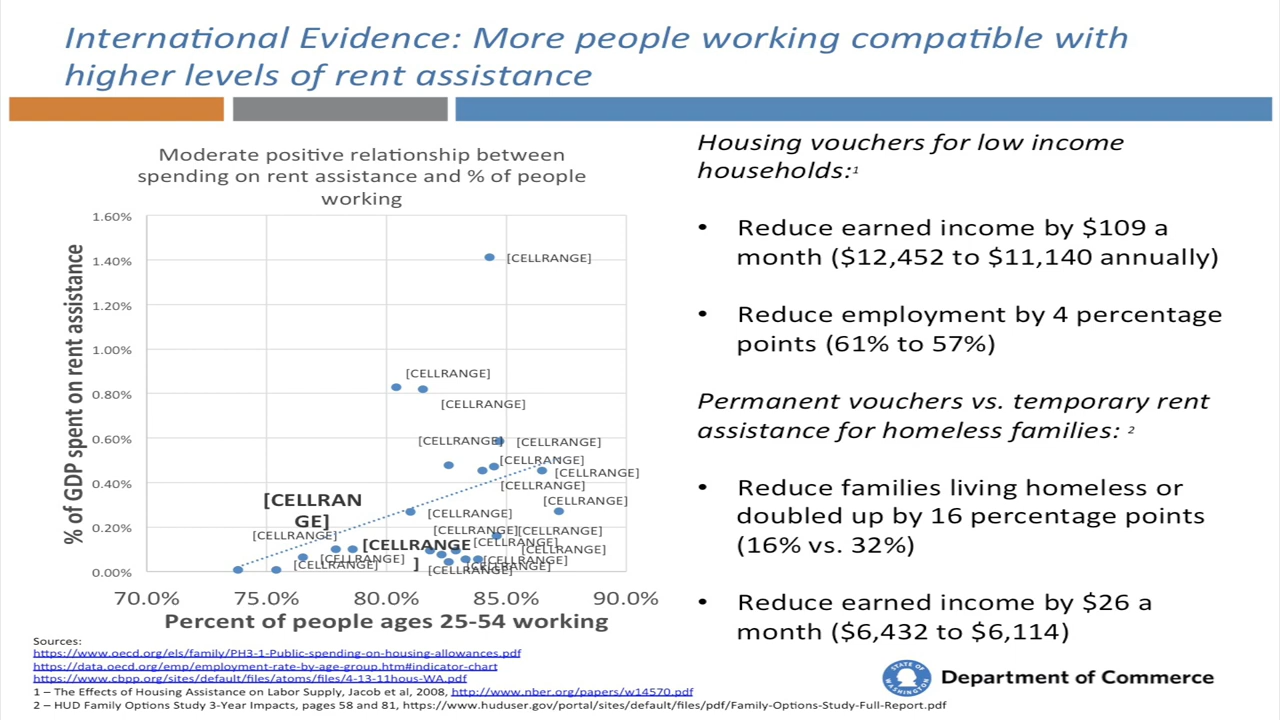 International Evidence: More people working compatible with
higher levels of rent assistance
Moderate positive relationship between
spending on rent assistance and % of people
working
% of GDP spent on rent assistance
1.60%
1.40%
1.20%
1.00%
0.80%
0.60%
0.40%
0.20%
0.00%
[CELLRANGE]
[CELLRANGE]
[CELLRANGE]
[CELLRANGE]
[CELLRANGE]
[CELLRANGE]
[CELLRANGE]
[CELLRANGE]
[CELLRAN
GE]
[CELLRANGE]
[CELLRANGE]
[CELLRANGE]
[CELLRANGE]
[CELLRANGE]
[CELLRANGE
]
[CELLRANGE]
[CELLRANGE]
[CELLRANGE]
[CELLRANGE]
[CELLRANGE]
[CELLRANGE]
[CELLRANGE]
70.0% 75.0% 80.0% 85.0% 90.0%
Percent of people ages 25-54 working
Housing vouchers for low income
households:1
• Reduce earned income by $109 a
month ($12,452 to $11,140 annually)
• Reduce employment by 4 percentage
points (61% to 57%)
Permanent vouchers vs. temporary rent
assistance for homeless families: 2
• Reduce families living homeless or
doubled up by 16 percentage points
(16% vs. 32%)
• Reduce earned income by $26 a
month ($6,432 to $6,114)
Sources:
https://www.oecd.org/els/family/PH3-1-Public-spending-on-housing-allowances.pdf
https://data.oecd.org/emp/employment-rate-by-age-group.htm#indicator-chart
https://www.cbpp.org/sites/default/files/atoms/files/4-13-11hous-WA.pdf
1 – The Effects of Housing Assistance on Labor Supply, Jacob et al, 2008, http://www.nber.org/papers/w14570.pdf
2 – HUD Family Options Study 3-Year Impacts, pages 58 and 81, https://www.huduser.gov/portal/sites/default/files/pdf/Family-Options-Study-Full-Report.pdf
STATE OF
WASHINGTON
Department of Commerce